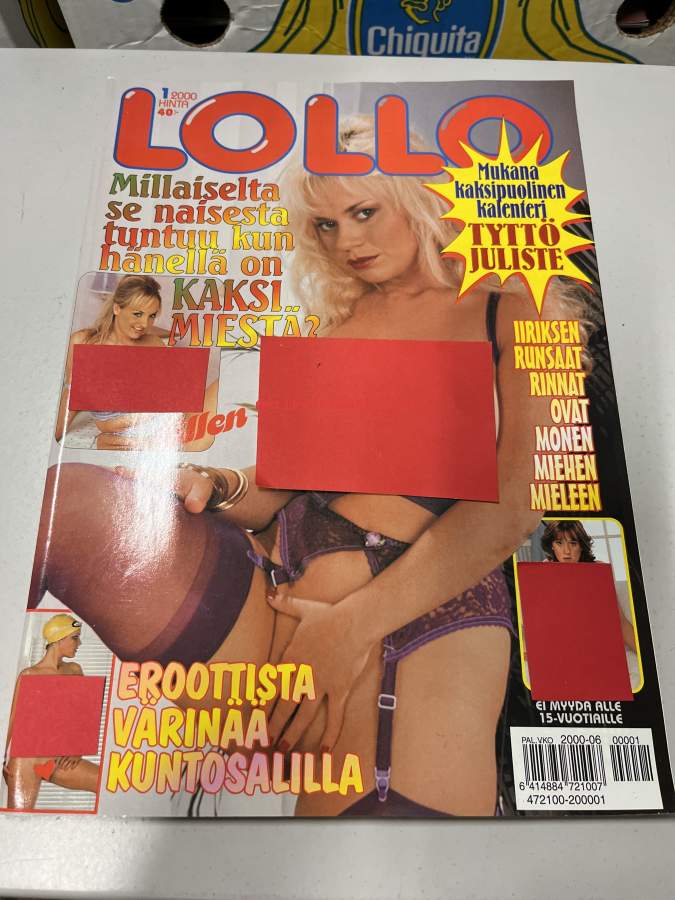 Chiquita
1 2000
HINTA
40:-
LOLLO
Millaiselta
se naisesta
tuntuu kun
hänellä on
KAKSI
MIESTÄ?
Mukana
kaksipuolinen
kalenteri
TYTTÖ
JULISTE
IIRIKSEN
RUNSAAT
RINNAT
OVAT
MONEN
MIEHEN
MIELEEN
EROOTTISTA
VÄRINÄÄ
KUNTOSALILLA
EI MYYDÄ ALLE
15-VUOTIAILLE
PAL.VKO 2000-06 00001
6 414884 721007
472100-200001